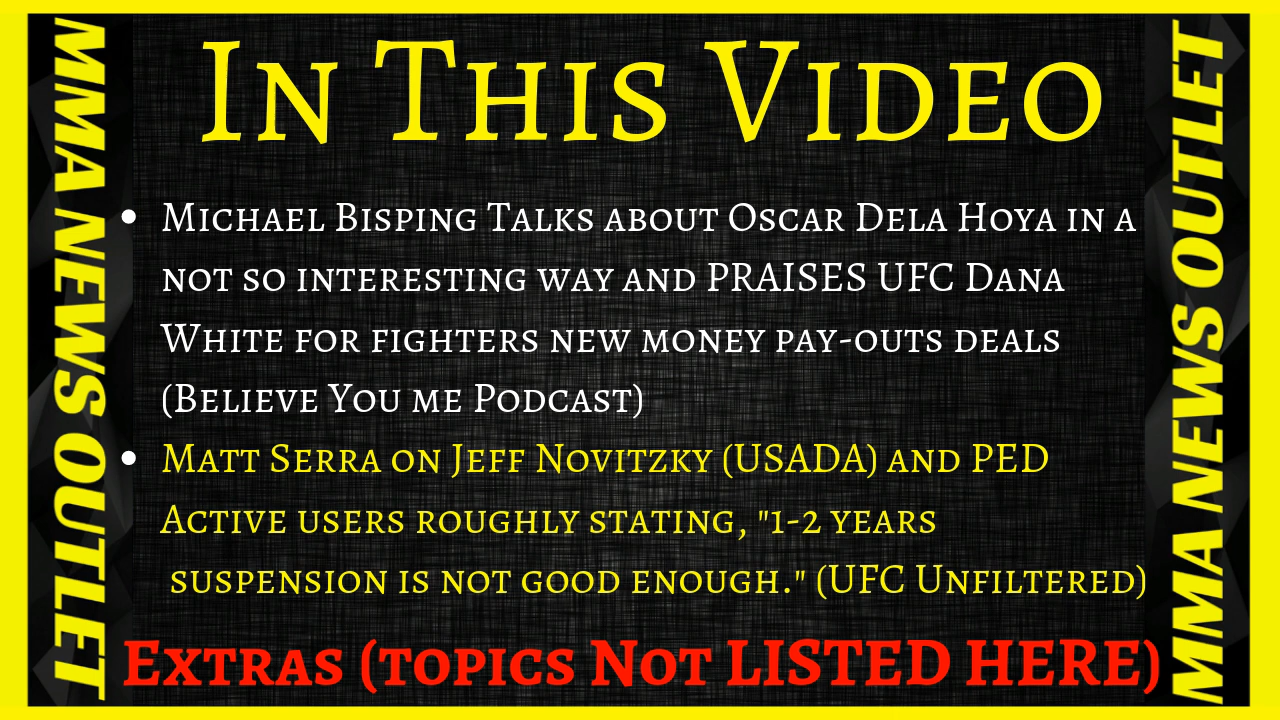 In This Video
MMA NEWS OUTLET
• Michael Bisping Talks about Oscar Dela Hoya in a
not so interesting way and PRAISES UFC Dana
White for fighters new money pay-outs deals
(Believe You me Podcast)
• Matt Serra on Jeff Novitzky (USADA) and PED
Active users roughly stating, "1-2 years
suspension is not good enough." (UFC Unfiltered)
Extras (topics Not LISTED HERE)
MMA NEWS OUTLET